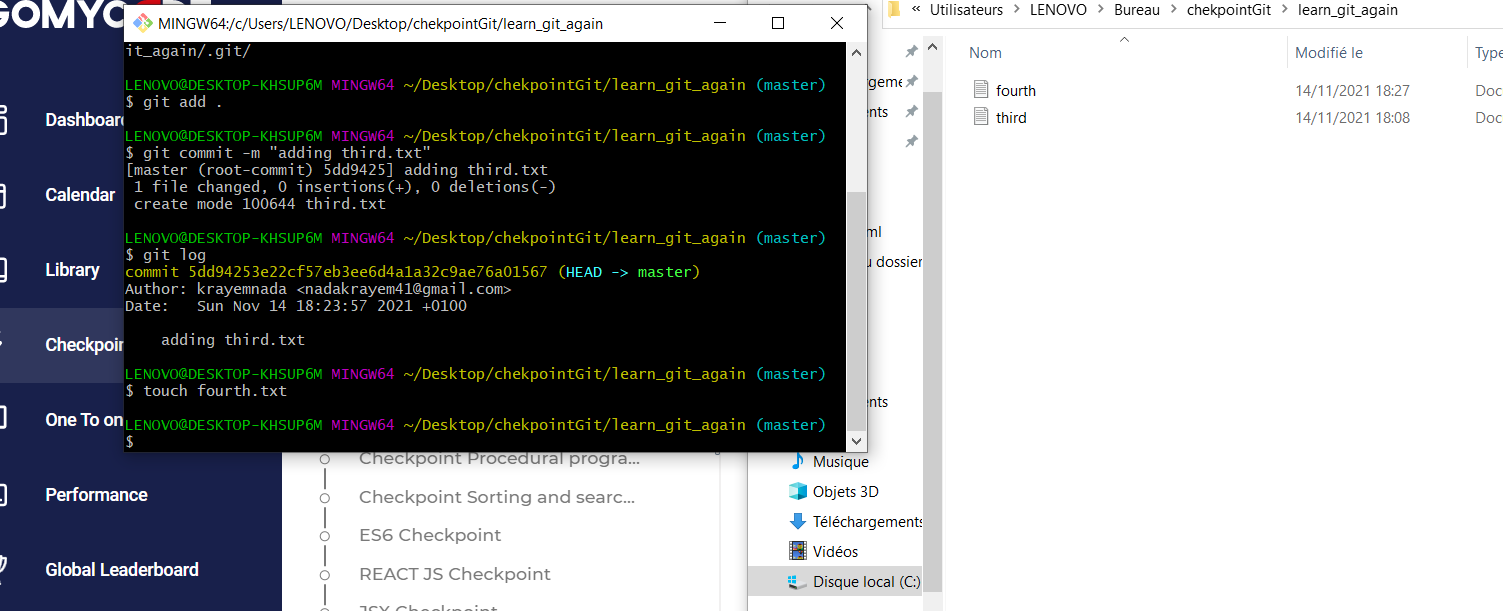 GOMYC
Dashboar
Calendar
Library
Checkpoin
One To on
Performance
Global Leaderboard
MINGW64:/c/Users/LENOVO/Desktop/chekpointGit/learn_git_again
it_again/.git/
LENOVO@DESKTOP-KHSUP6M MINGW64 ~/Desktop/chekpointGit/learn_git_again (master)
$ git add .
LENOVO@DESKTOP-KHSUP6M MINGW64 ~/Desktop/chekpointGit/learn_git_again (master)
$ git commit -m "adding third.txt"
[master (root-commit) 5dd9425] adding third.txt
1 file changed, 0 insertions(+), 0 deletions(-)
create mode 100644 third.txt
LENOVO@DESKTOP-KHSUP6M MINGW64 ~/Desktop/chekpointGit/learn_git_again (master)
$ git log
commit 5dd94253e22cf57eb3ee6d4a1a32c9ae76a01567 (HEAD -> master)
Author: krayemnada <nadakrayem41@gmail.com>
Date:   Sun Nov 14 18:23:57 2021 +0100
adding third.txt
LENOVO@DESKTOP-KHSUP6M MINGW64 ~/Desktop/chekpointGit/learn_git_again (master)
$ touch fourth.txt
LENOVO@DESKTOP-KHSUP6M MINGW64 ~/Desktop/chekpointGit/learn_git_again (master)
$
Checkpoint Procedural progra...
Checkpoint Sorting and searc...
ES6 Checkpoint
REACT JS Checkpoint
JSX Checkpoint
« Utilisateurs > LENOVO > Bureau > chekpointGit > learn_git_again
Nom Modifié le Type
fourth 14/11/2021 18:27 Doc
third 14/11/2021 18:08 Doc
rgeme
ents
ml
u dossier
ents
Musique
Objets 3D
Téléchargements
Vidéos
Disque local (C:)